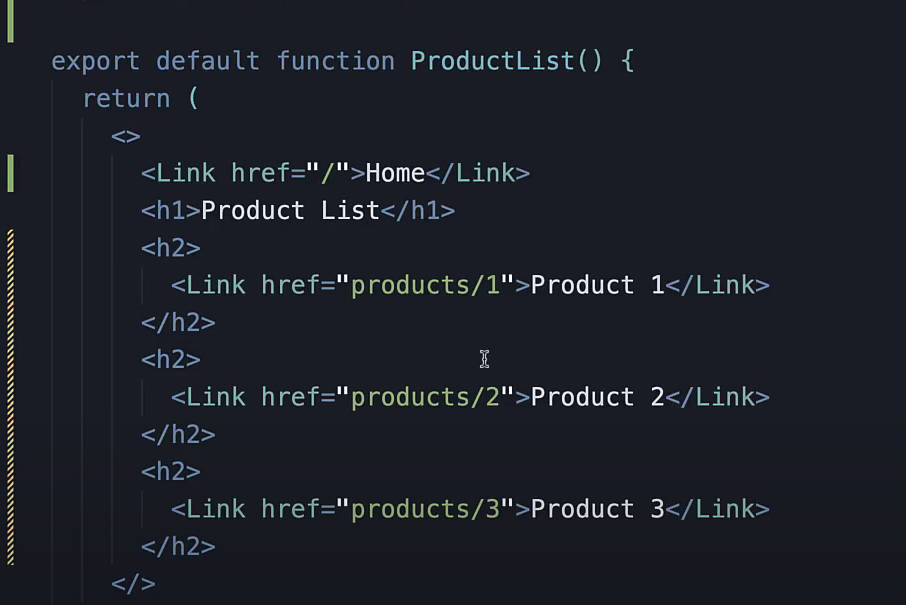 export default function ProductList() {
  return (
    <>
      <Link href="/">Home</Link>
      <h1>Product List</h1>
      <h2>
        <Link href="products/1">Product 1</Link>
      </h2>
      <h2>
        <Link href="products/2">Product 2</Link>
      </h2>
      <h2>
        <Link href="products/3">Product 3</Link>
      </h2>
    </>